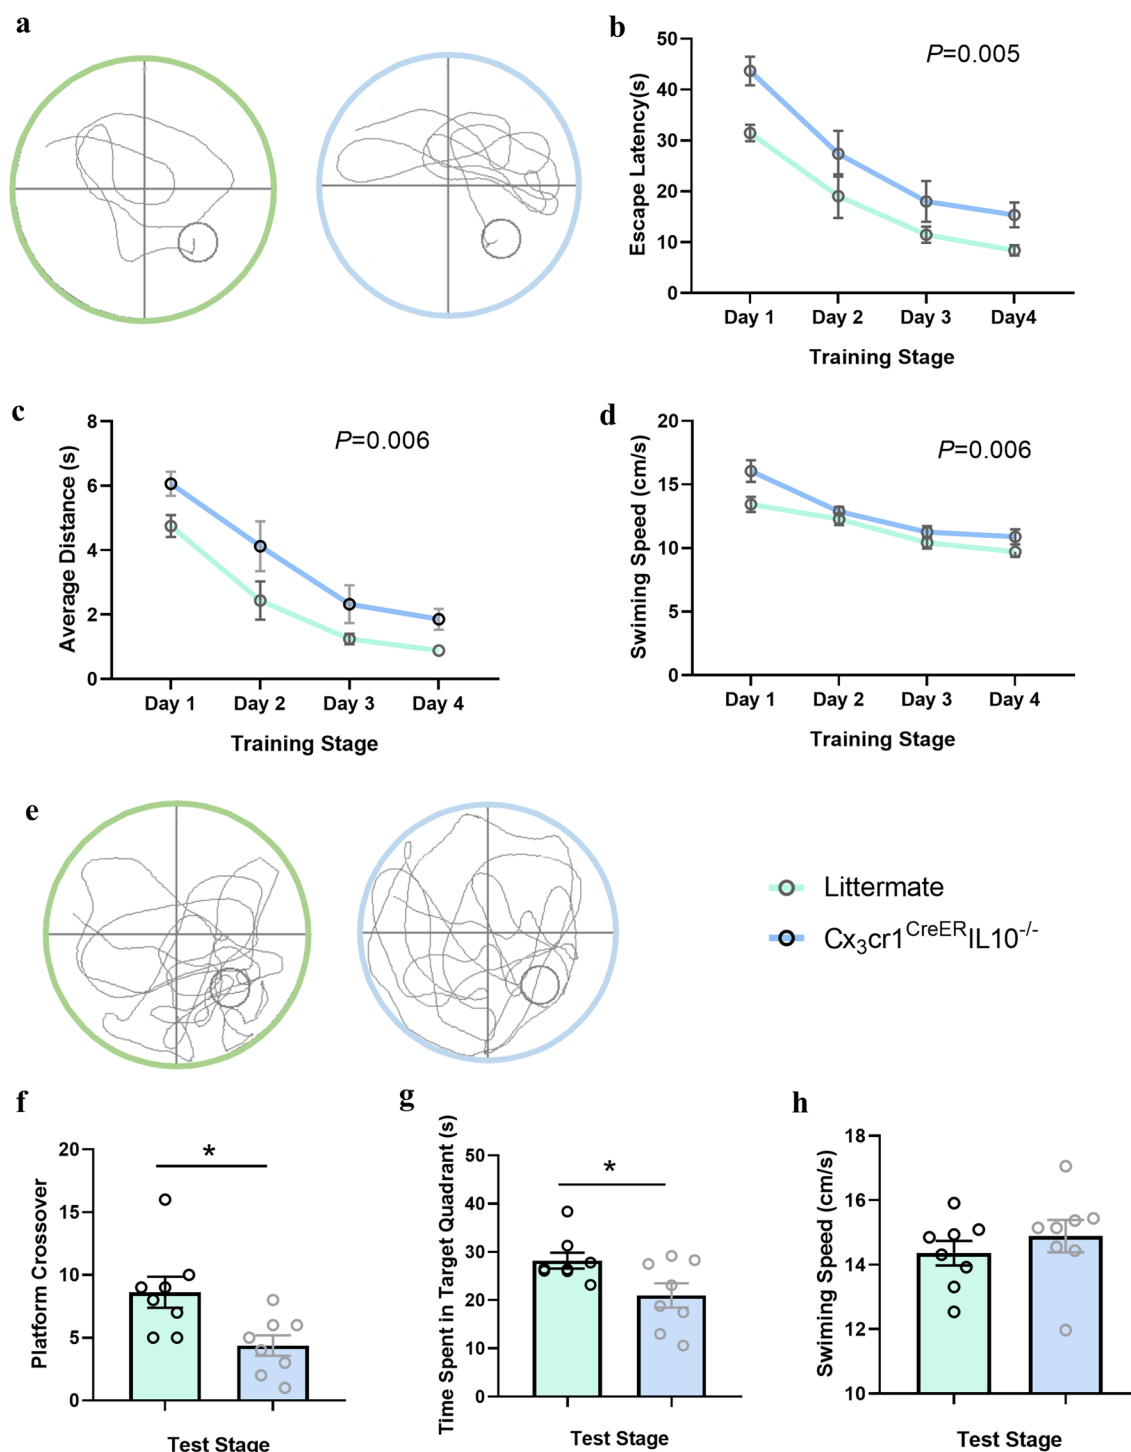 a
b
50
40
30
20
10
0
Escape Latency(s)
P=0.005
Day 1 Day 2 Day 3 Day4
Training Stage
c
8
6
4
2
0
Average Distance (s)
P=0.006
Day 1 Day 2 Day 3 Day 4
Training Stage
d
20
15
10
5
0
Swiming Speed (cm/s)
P=0.006
Day 1 Day 2 Day 3 Day 4
Training Stage
e
Littermate
Cx₃cr1ᶜʳᵉᴱᴿIL10⁻/⁻
f
20
15
10
5
0
Platform Crossover
*
Test Stage
g
50
40
30
20
10
0
Time Spent in Target Quadrant (s)
*
Test Stage
h
18
16
14
12
10
Swiming Speed (cm/s)
Test Stage